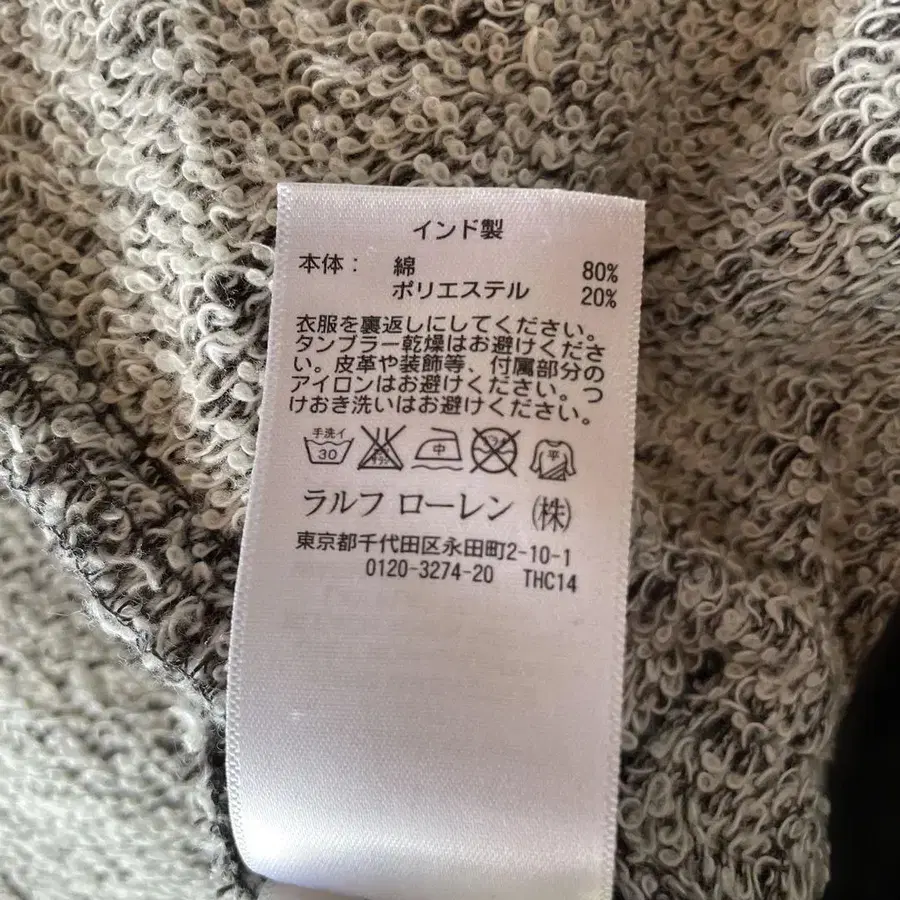 インド製
本体: 綿 80%
ポリエステル 20%
衣服を裏返しにしてください。
タンブラー乾燥はお避けくださ
い。皮革や装飾等、付属部分の
アイロンはお避けください。つ
けおき洗いはお避けください。
手洗イ 30 中 平
ラルフ ローレン (株)
東京都千代田区永田町2-10-1
0120-3274-20 THC14